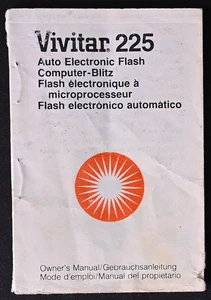 Vivitar 225
Auto Electronic Flash
Computer-Blitz
Flash électronique à
microprocesseur
Flash electrónico automático
Owner's Manual/Gebrauchsanleitung
Mode d'emploi/Manual del propietario